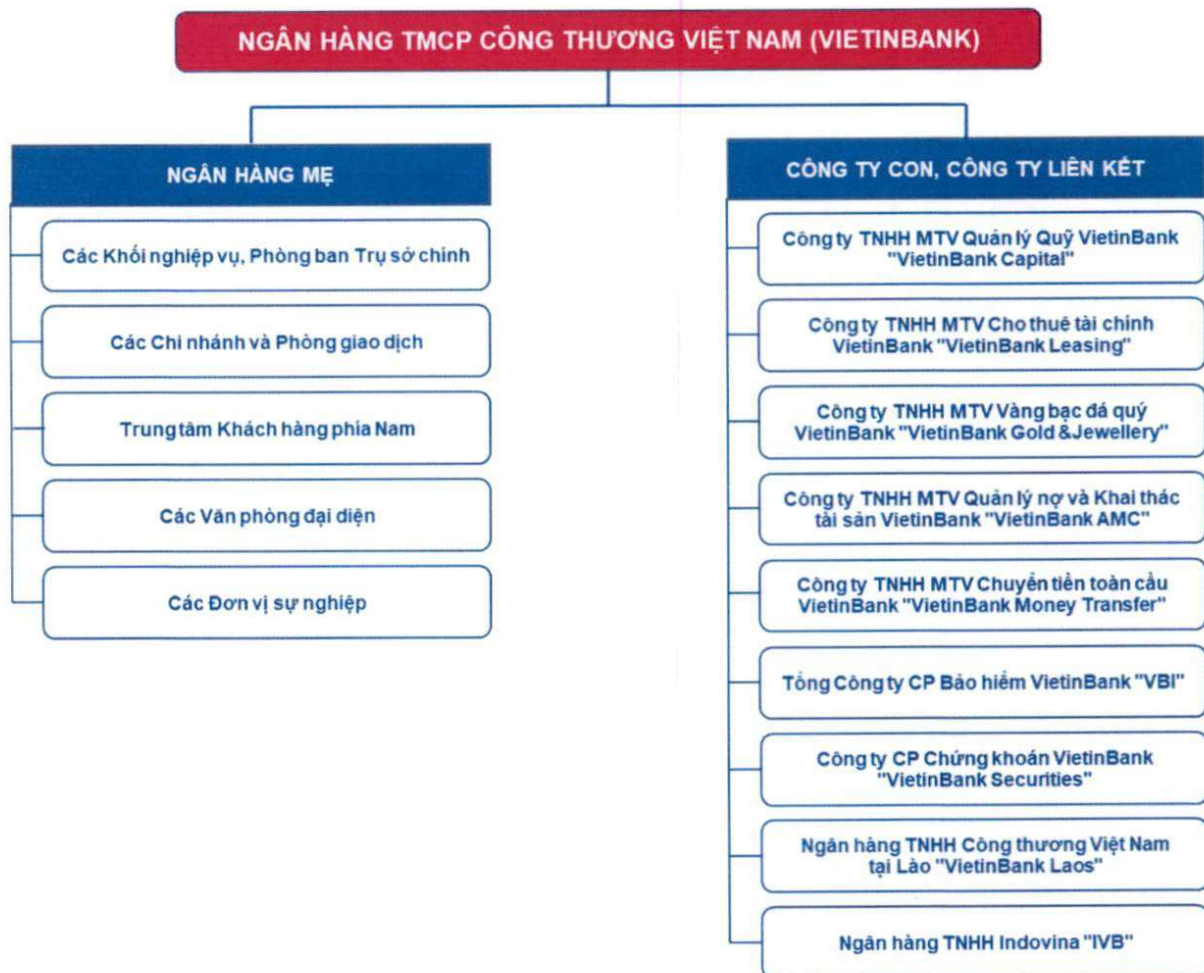 NGÂN HÀNG TMCP CÔNG THƯƠNG VIỆT NAM (VIETINBANK)
NGÂN HÀNG MẸ
Các Khối nghiệp vụ, Phòng ban Trụ sở chính
Các Chi nhánh và Phòng giao dịch
Trung tâm Khách hàng phía Nam
Các Văn phòng đại diện
Các Đơn vị sự nghiệp
CÔNG TY CON, CÔNG TY LIÊN KẾT
Công ty TNHH MTV Quản lý Quỹ VietinBank
"VietinBank Capital"
Công ty TNHH MTV Cho thuê tài chính
VietinBank "VietinBank Leasing"
Công ty TNHH MTV Vàng bạc đá quý
VietinBank "VietinBank Gold &Jewellery"
Công ty TNHH MTV Quản lý nợ và Khai thác
tài sản VietinBank "VietinBank AMC"
Công ty TNHH MTV Chuyển tiền toàn cầu
VietinBank "VietinBank Money Transfer"
Tổng Công ty CP Bảo hiểm VietinBank "VBI"
Công ty CP Chứng khoán VietinBank
"VietinBank Securities"
Ngân hàng TNHH Công thương Việt Nam
tại Lào "VietinBank Laos"
Ngân hàng TNHH Indovina "IVB"